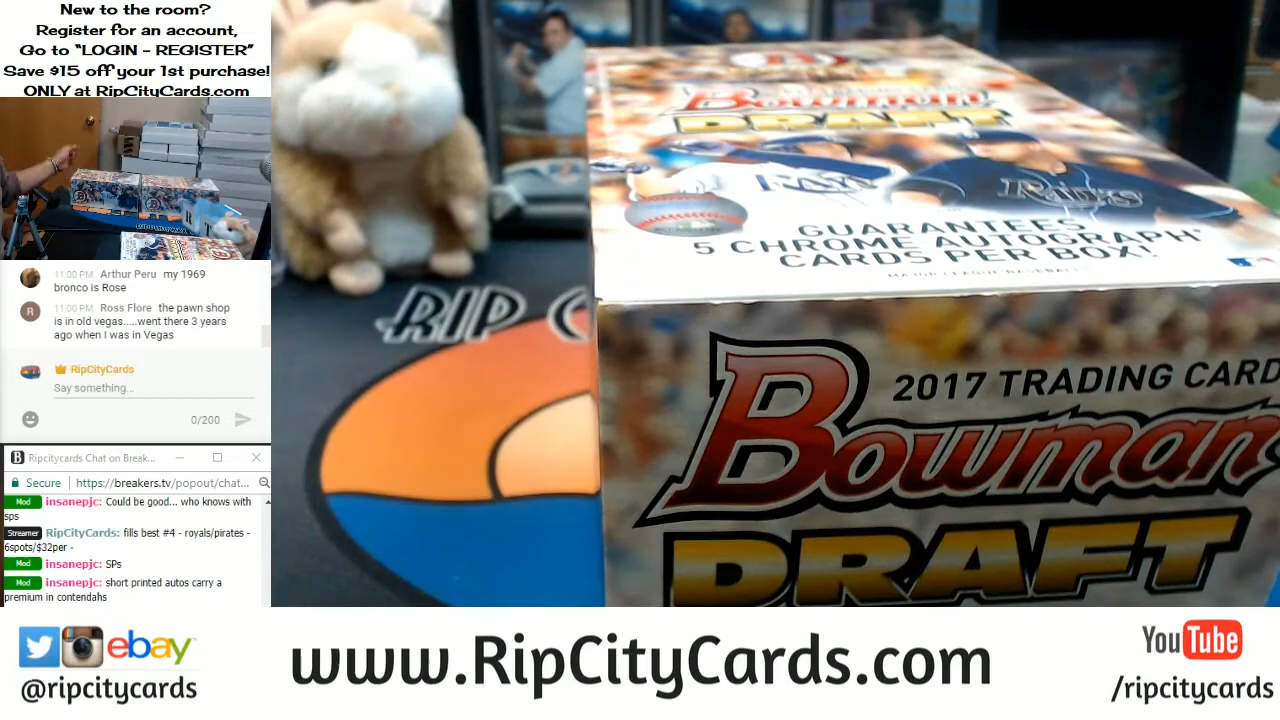 New to the room?
Register for an account,
Go to “LOGIN - REGISTER”
Save $15 off your 1st purchase!
ONLY at RipCityCards.com
11:00 PM Arthur Peru my 1969
bronco is Rose
R 11:00 PM Ross Flore the pawn shop
is in old vegas.....went there 3 years
ago when I was in Vegas
RipCityCards
Say something...
0/200
B Ripcitycards Chat on Break...
Secure https://breakers.tv/popout/chat...
Mod insanepjc: Could be good... who knows with
sps
Streamer RipCityCards: fills best #4 - royals/pirates -
6spots/$32per -
Mod insanepjc: SPs
Mod insanepjc: short printed autos carry a
premium in contendahs
Bowman
DRAFT
Rays
GUARANTEES
5 CHROME AUTOGRAPH*
CARDS PER BOX!
MAJOR LEAGUE BASEBALL
RIP C
2017 TRADING CARD
Bowman
DRAFT
ebay
@ripcitycards
www.RipCityCards.com
YouTube
/ripcitycards